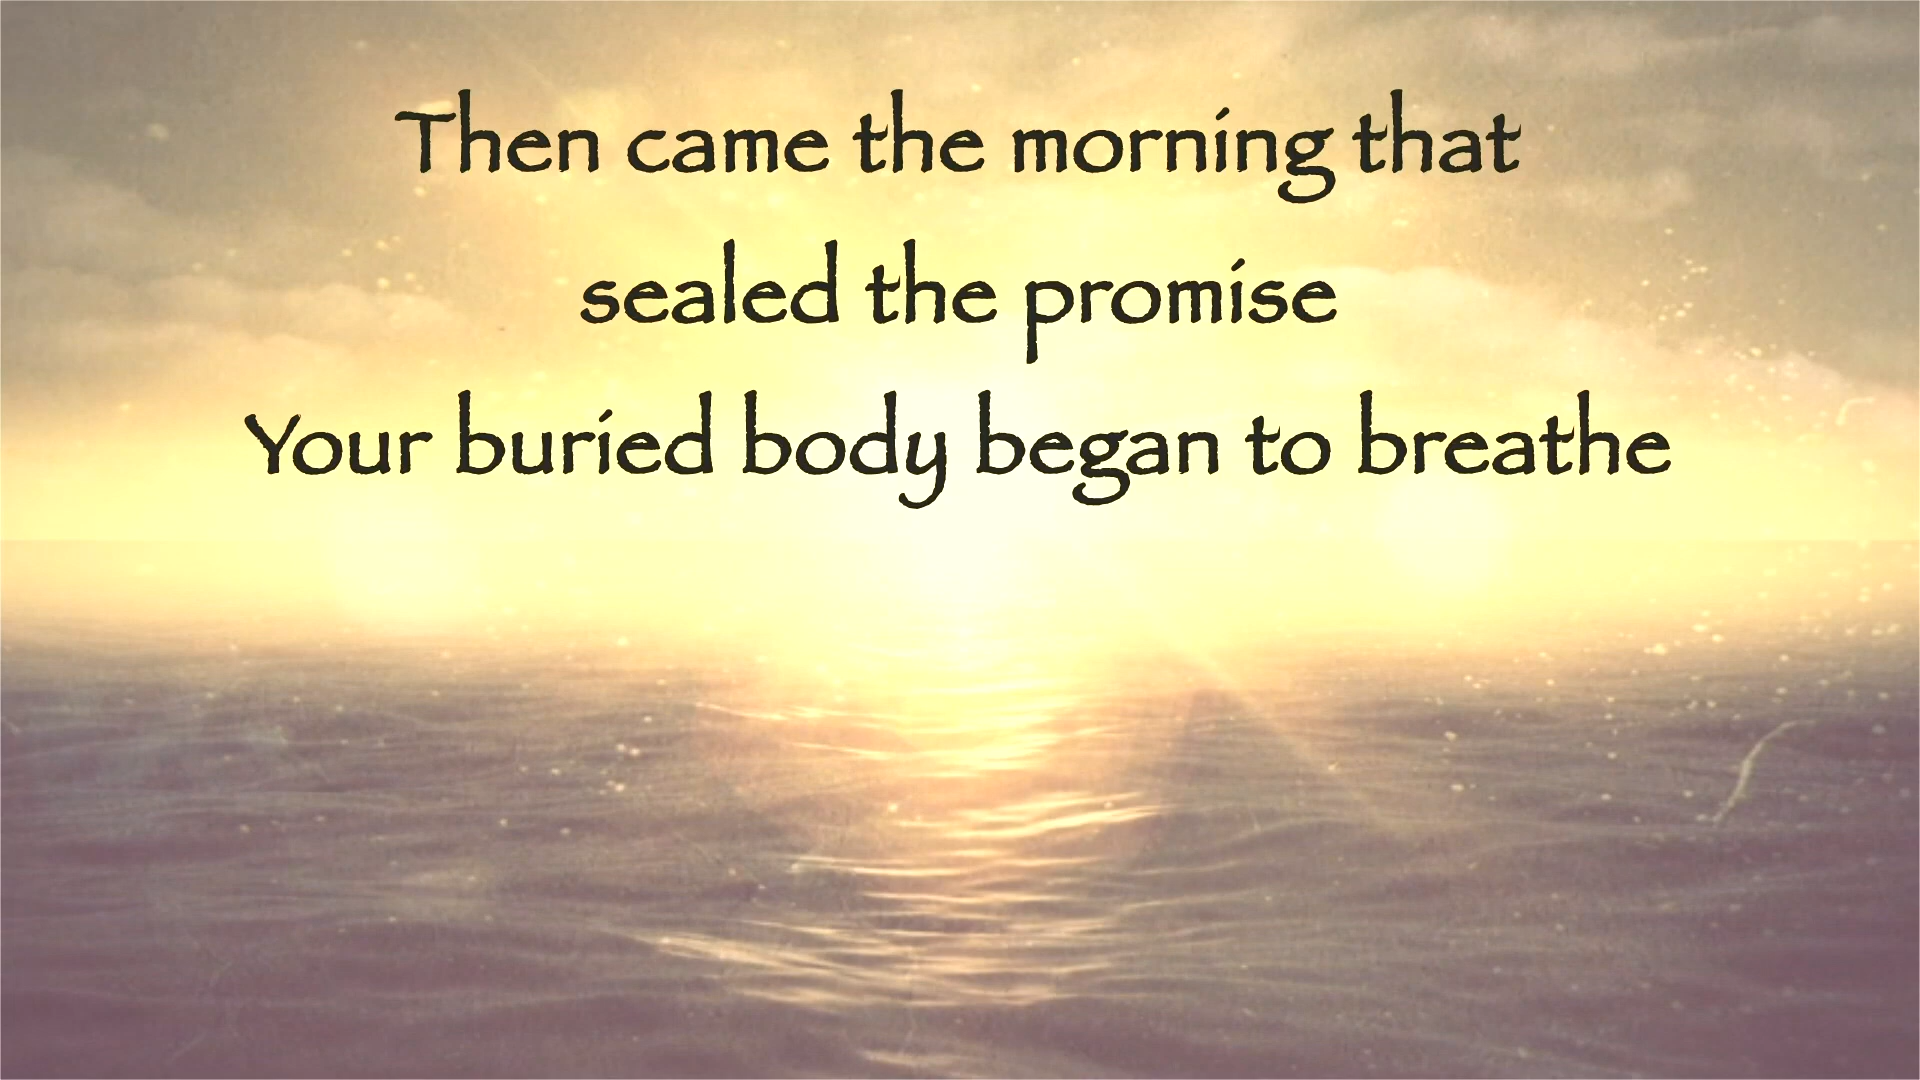 Then came the morning that
sealed the promise
Your buried body began to breathe